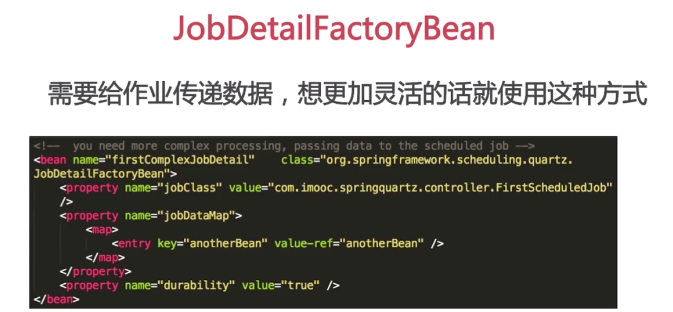 JobDetailFactoryBean
需要给作业传递数据，想更加灵活的话就使用这种方式
<!-- you need more complex processing, passing data to the scheduled job -->
<bean name="firstComplexJobDetail" class="org.springframework.scheduling.quartz.
JobDetailFactoryBean">
<property name="jobClass" value="com.imooc.springquartz.controller.FirstScheduledJob"
/>
<property name="jobDataMap">
<map>
<entry key="anotherBean" value-ref="anotherBean" />
</map>
</property>
<property name="durability" value="true" />
</bean>